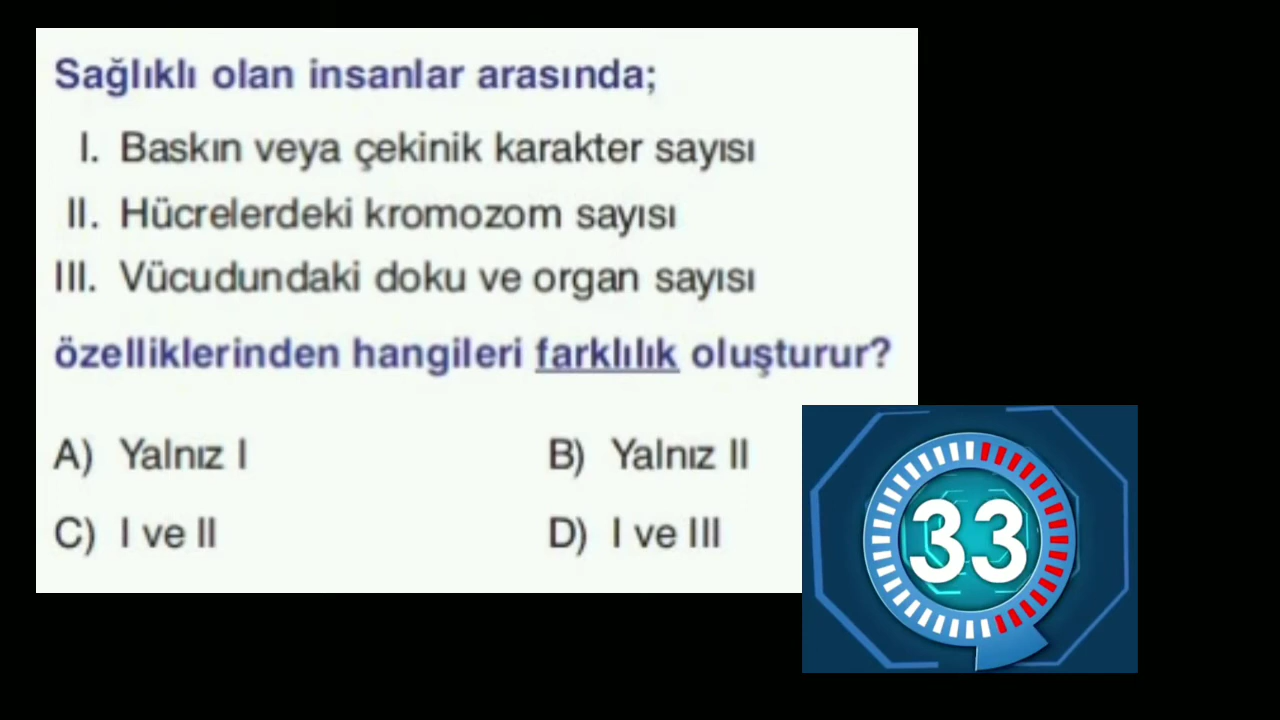 Sağlıklı olan insanlar arasında;
I. Baskın veya çekinik karakter sayısı
II. Hücrelerdeki kromozom sayısı
III. Vücudundaki doku ve organ sayısı
özelliklerinden hangileri farklılık oluşturur?
A) Yalnız I
B) Yalnız II
C) I ve II
D) I ve III
33